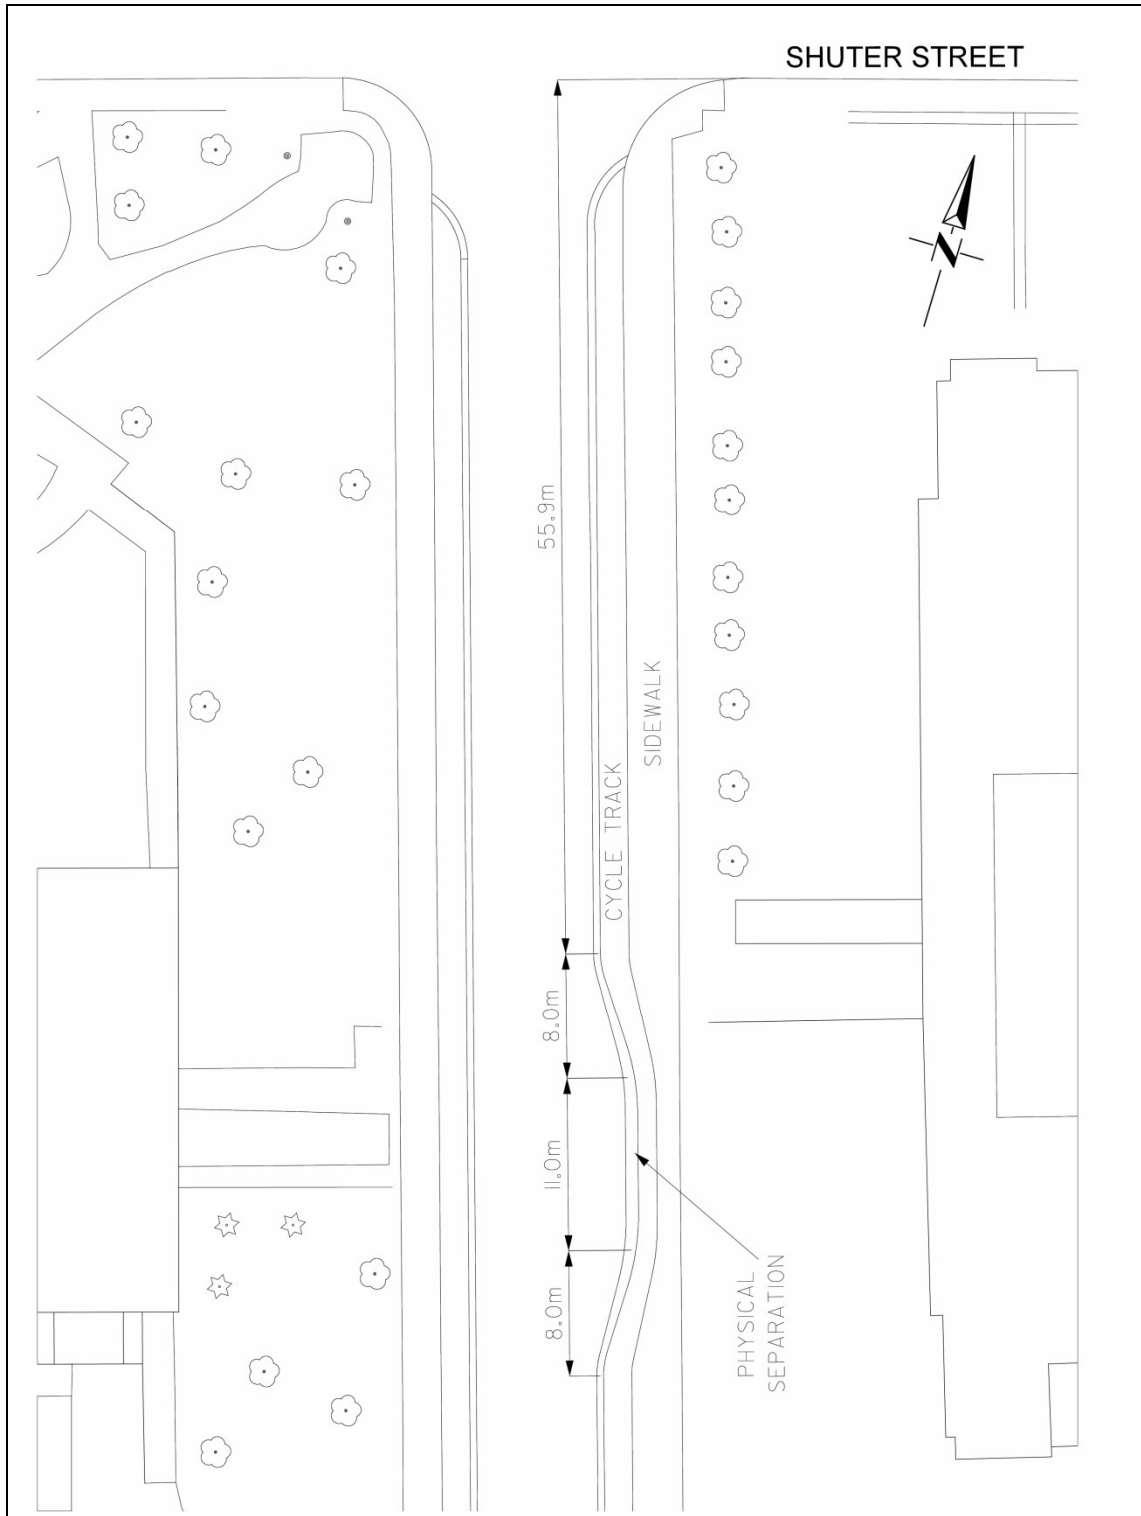 SHUTER STREET
N
55.9m
SIDEWALK
CYCLE TRACK
8.0m
11.0m
8.0m
PHYSICAL
SEPARATION